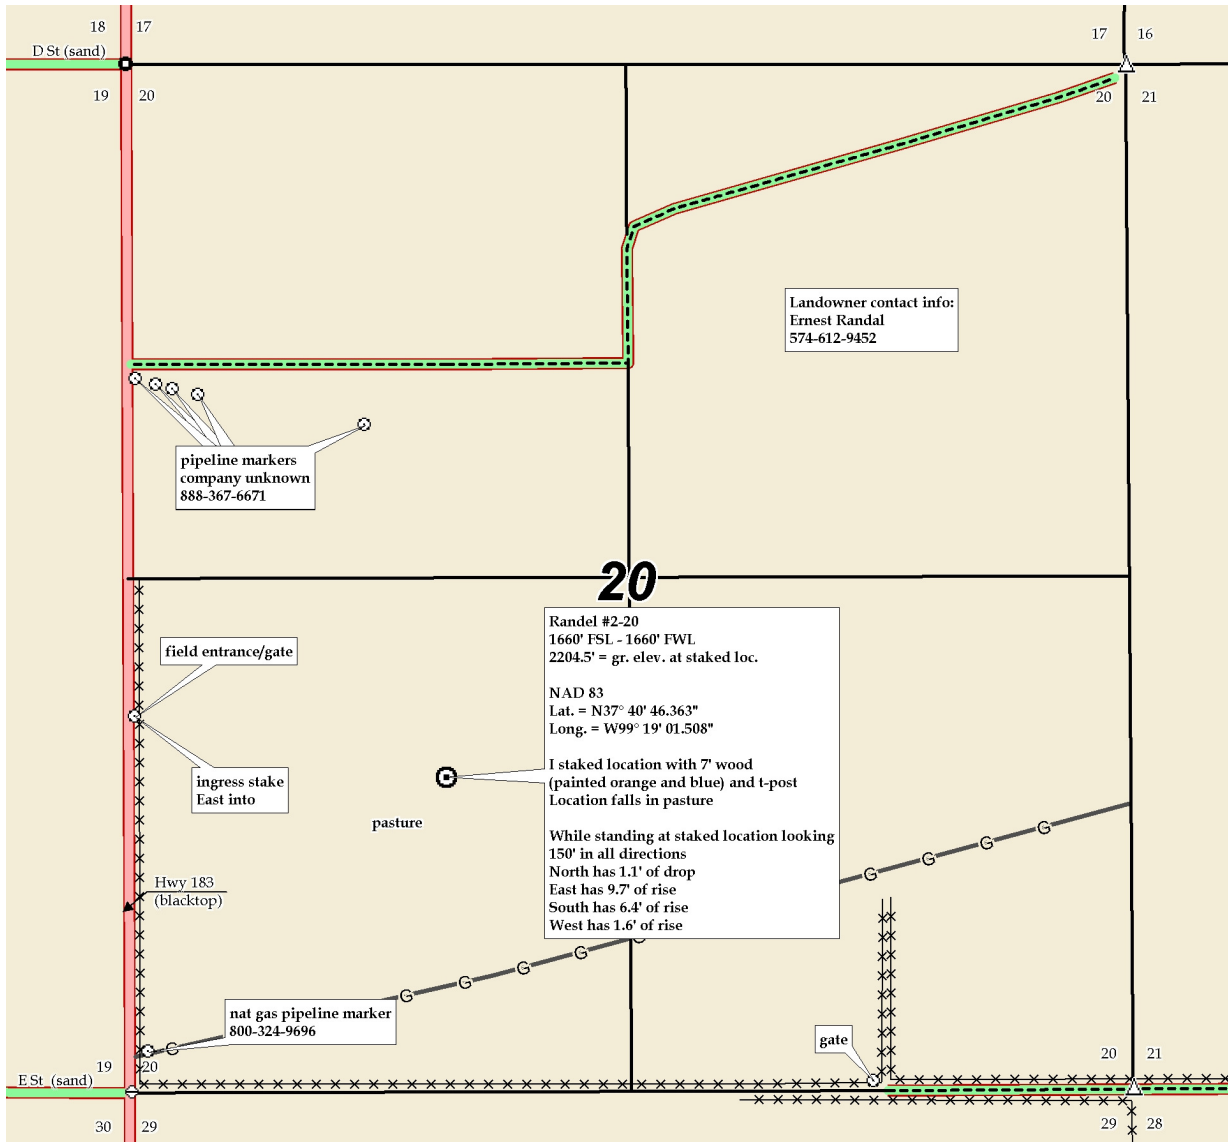 18 17
17 16
D St (sand)
19 20
20 21
Landowner contact info:
Ernest Randal
574-612-9452
pipeline markers
company unknown
888-367-6671
20
Randel #2-20
1660' FSL - 1660' FWL
2204.5' = gr. elev. at staked loc.
NAD 83
Lat. = N37° 40' 46.363"
Long. = W99° 19' 01.508"
I staked location with 7' wood
(painted orange and blue) and t-post
Location falls in pasture
While standing at staked location looking
150' in all directions
North has 1.1' of drop
East has 9.7' of rise
South has 6.4' of rise
West has 1.6' of rise
field entrance/gate
ingress stake
East into
pasture
Hwy 183
(blacktop)
G G G G
G G G G G G
nat gas pipeline marker
800-324-9696
gate
19 20
20 21
E St (sand)
30 29
29 28